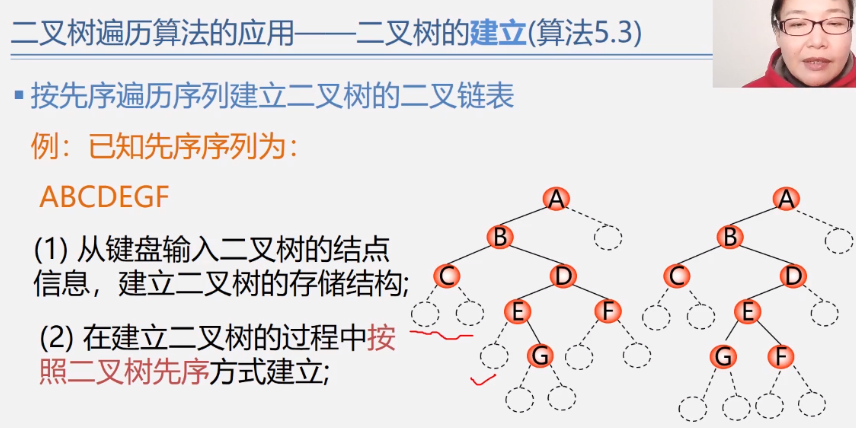 二叉树遍历算法的应用——二叉树的建立(算法5.3)
▪按先序遍历序列建立二叉树的二叉链表
例：已知先序序列为：
ABCDEGF
(1) 从键盘输入二叉树的结点
信息，建立二叉树的存储结构;
(2) 在建立二叉树的过程中按
照二叉树先序方式建立;
A
B
C
D
E
F
G
A
B
C
D
E
G
F